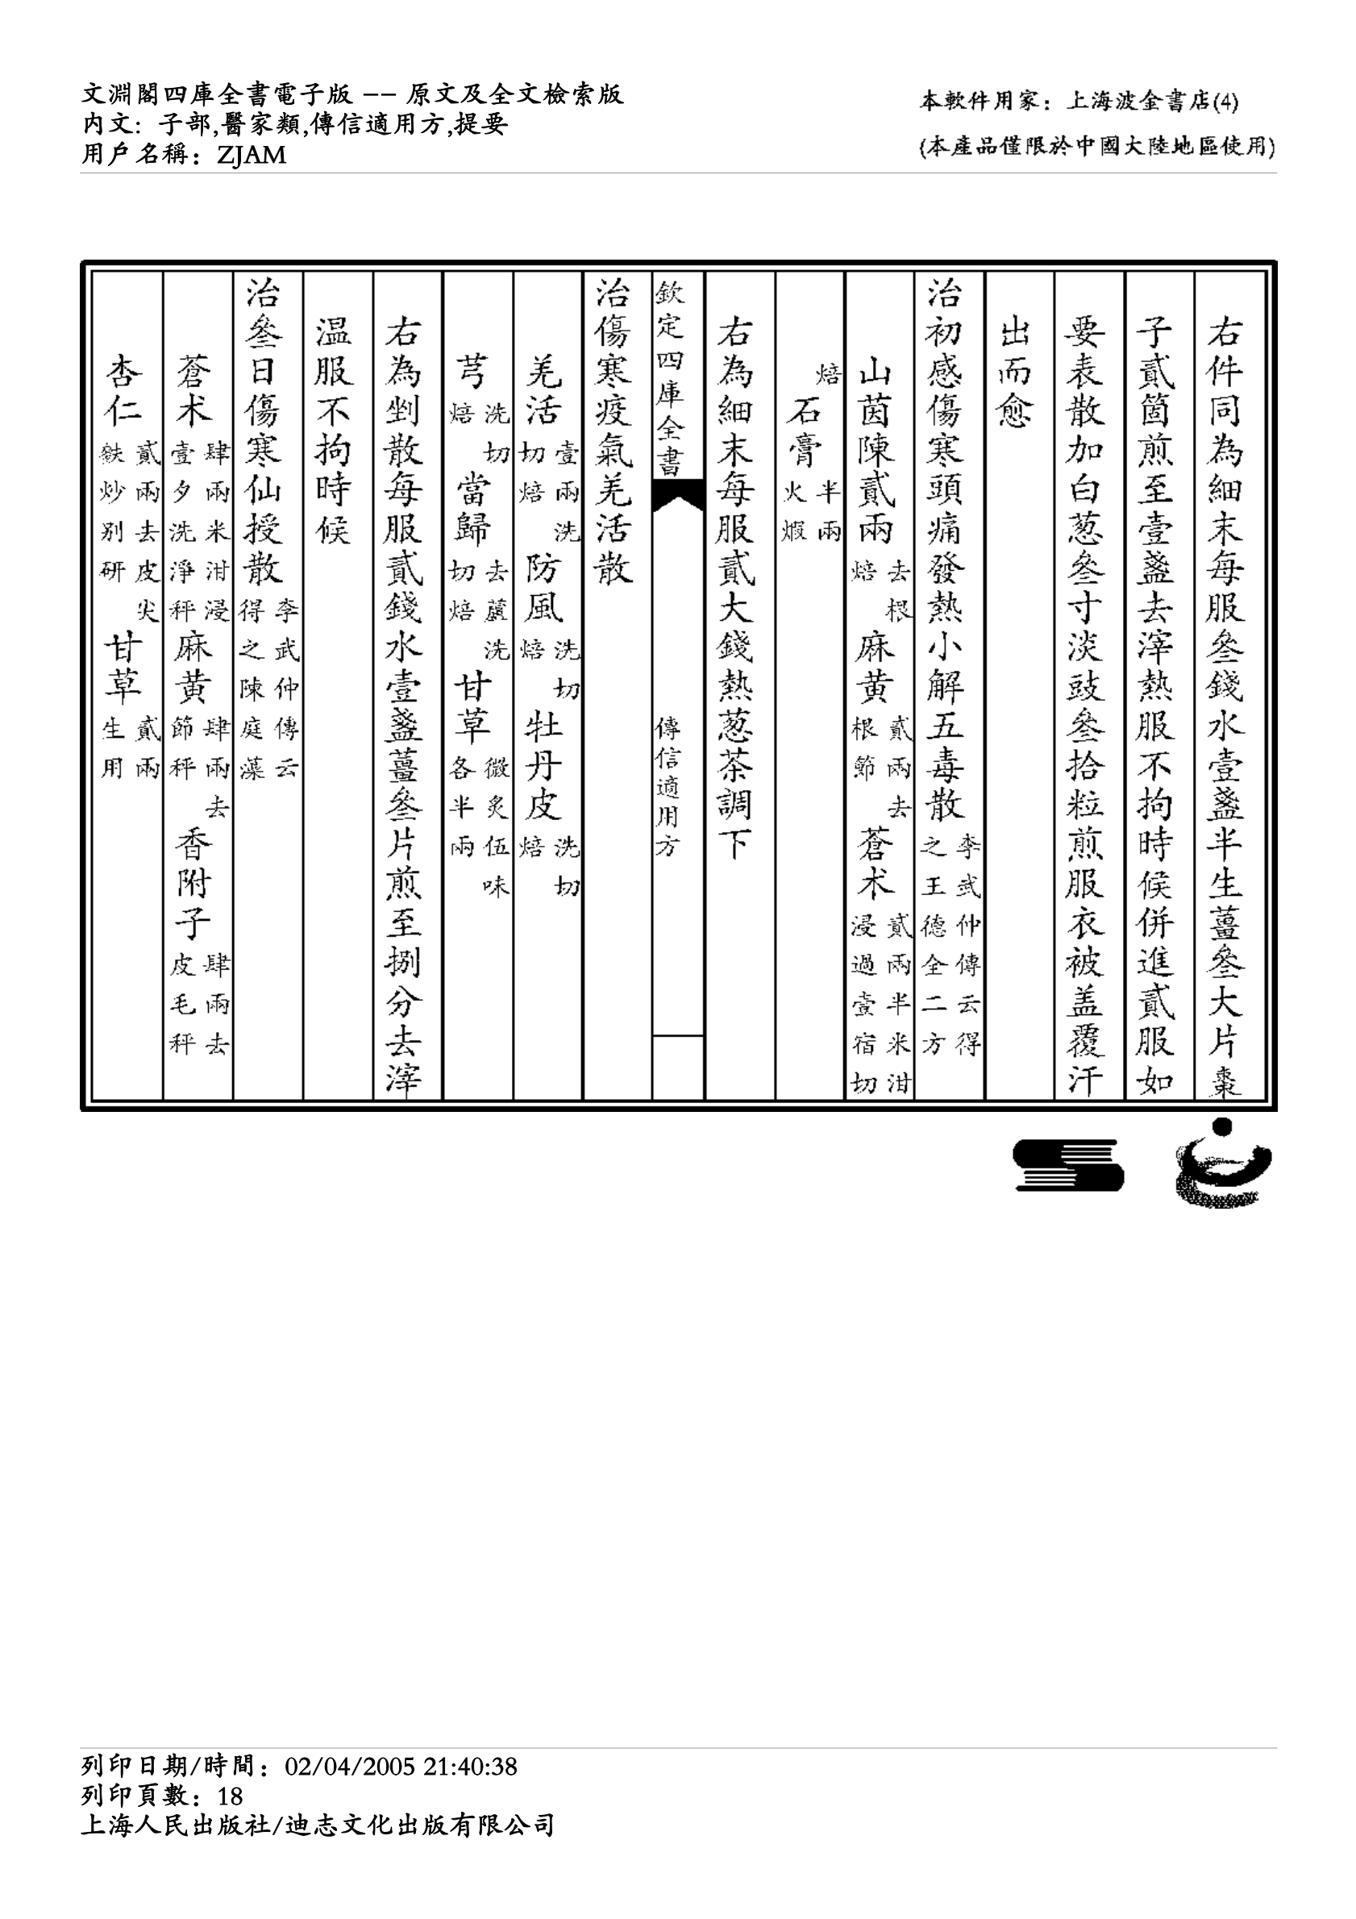 文淵閣四庫全書電子版 -- 原文及全文檢索版
內文: 子部,醫家類,傳信適用方,提要
用戶名稱: ZJAM
本軟件用家: 上海波金書店(4)
(本產品僅限於中國大陸地區使用)
右件同為細末每服叁錢水壹盞半生薑叁大片棗
子貳箇煎至壹盞去滓熱服不拘時候併進貳服如
要表散加白葱叁寸淡豉叁拾粒煎服衣被盖覆汗
出而愈
治初感傷寒頭痛發熱小解五毒散李武仲傳云得之王德全二方
山茵陳貳兩去根焙麻黄貳兩去根節蒼术貳兩半米泔浸過壹宿切
焙石膏半兩火煆
右為細末每服貳大錢熱葱茶調下
欽定四庫全書 傳信適用方
治傷寒疫氣羌活散
羌活壹兩洗切焙防風洗切焙牡丹皮洗切焙
芎洗切焙當歸去蘆洗切焙甘草微炙伍味各半兩
右為剉散每服貳錢水壹盞薑叁片煎至捌分去滓
温服不拘時候
治叁日傷寒仙授散李武仲傳云得之陳庭藻
蒼术肆兩米泔浸壹夕洗淨秤麻黄肆兩去節秤香附子肆兩去皮毛秤
杏仁貳兩去皮尖麩炒别研甘草貳兩生用
列印日期/時間: 02/04/2005 21:40:38
列印頁數: 18
上海人民出版社/迪志文化出版有限公司